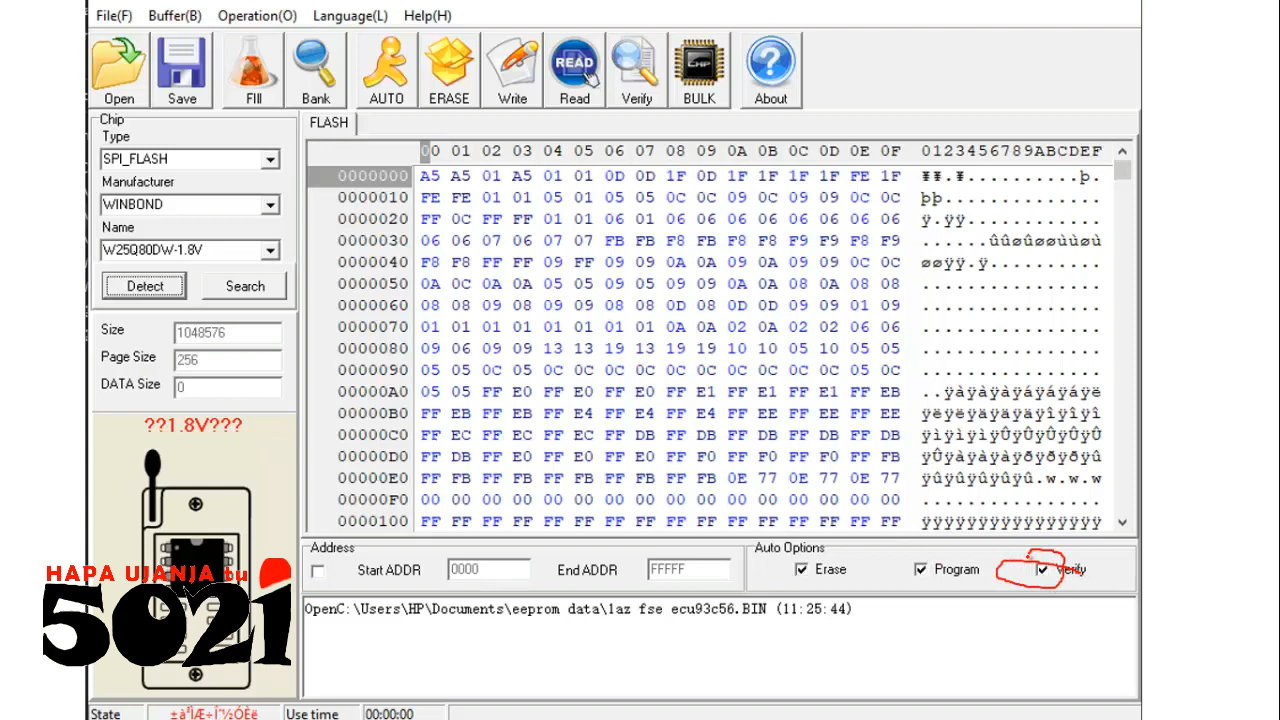 File(F) Buffer(B) Operation(O) Language(L) Help(H)
Open Save FIll Bank AUTO ERASE Write READ Read Verify CHIP BULK About
Chip
Type
SPI_FLASH
Manufacturer
WINBOND
Name
W25Q80DW-1.8V
Detect Search
Size 1048576
Page Size 256
DATA Size 0
??1.8V???
HAPA UJANJA tu
5021
FLASH
00 01 02 03 04 05 06 07 08 09 0A 0B 0C 0D 0E 0F 0123456789ABCDEF
0000000 A5 A5 01 A5 01 01 0D 0D 1F 0D 1F 1F 1F 1F FE 1F ¥¥.¥..........þ.
0000010 FE FE 01 01 05 01 05 05 0C 0C 09 0C 09 09 0C 0C þþ..............
0000020 FF 0C FF FF 01 01 06 01 06 06 06 06 06 06 06 06 ÿ.ÿÿ............
0000030 06 06 07 06 07 07 FB FB F8 FB F8 F8 F9 F9 F8 F9 ......ûûøûøøùùøù
0000040 F8 F8 FF FF 09 FF 09 09 0A 0A 09 0A 09 09 0C 0C øøÿÿ.ÿ..........
0000050 0A 0C 0A 0A 05 05 09 05 09 09 0A 0A 08 0A 08 08 ................
0000060 08 08 09 08 09 09 08 08 0D 08 0D 0D 09 09 01 09 ................
0000070 01 01 01 01 01 01 01 01 0A 0A 02 0A 02 02 06 06 ................
0000080 09 06 09 09 13 13 19 13 19 19 10 10 05 10 05 05 ................
0000090 05 05 0C 05 0C 0C 0C 0C 0C 0C 0C 0C 0C 0C 05 0C ................
00000A0 05 05 FF E0 FF E0 FF E0 FF E1 FF E1 FF E1 FF EB ..ÿàÿàÿàÿáÿáÿáÿë
00000B0 FF EB FF EB FF E4 FF E4 FF E4 FF EE FF EE FF EE ÿëÿëÿäÿäÿäÿîÿîÿî
00000C0 FF EC FF EC FF EC FF DB FF DB FF DB FF DB FF DB ÿìÿìÿìÿÛÿÛÿÛÿÛÿÛ
00000D0 FF DB FF E0 FF E0 FF E0 FF F0 FF F0 FF F0 FF FB ÿÛÿàÿàÿàÿðÿðÿðÿû
00000E0 FF FB FF FB FF FB FF FB FF FB 0E 77 0E 77 0E 77 ÿûÿûÿûÿûÿû.w.w.w
00000F0 00 00 00 00 00 00 00 00 00 00 00 00 00 00 00 00 ................
0000100 FF FF FF FF FF FF FF FF FF FF FF FF FF FF FF FF ÿÿÿÿÿÿÿÿÿÿÿÿÿÿÿÿ
Address
Start ADDR 0000 End ADDR FFFFF
Auto Options
Erase Program Verify
OpenC:\Users\HP\Documents\eeprom data\laz fse ecu93c56.BIN (11:25:44)
State Use time 00:00:00